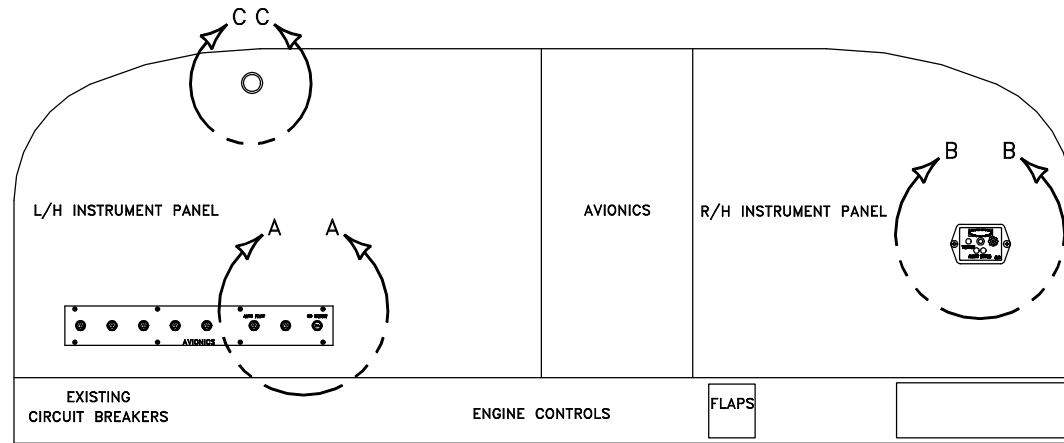 C C
B B
L/H INSTRUMENT PANEL
AVIONICS
R/H INSTRUMENT PANEL
A A
AVIONICS
EXISTING
CIRCUIT BREAKERS
ENGINE CONTROLS
FLAPS